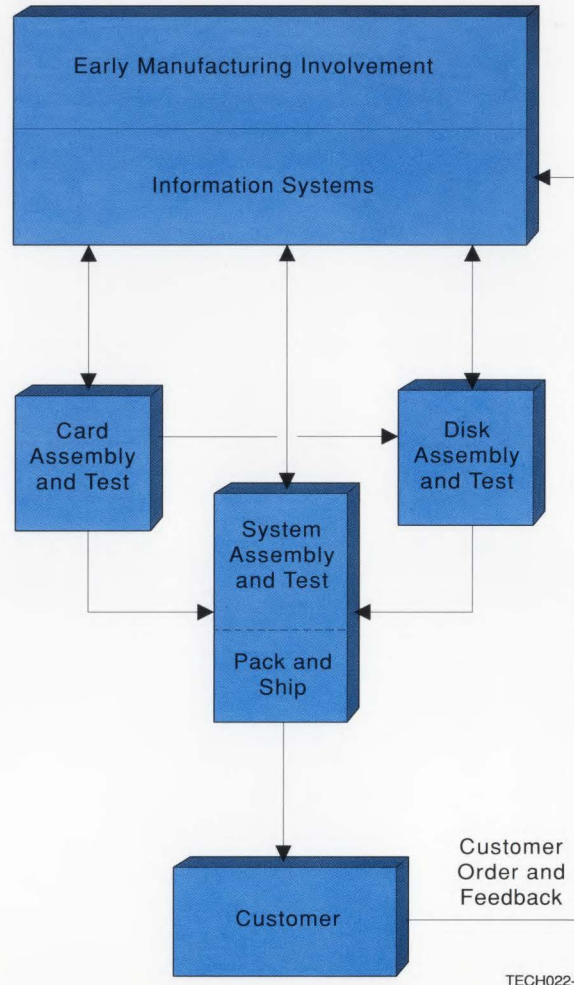 Early Manufacturing Involvement
Information Systems
Card
Assembly
and Test
Disk
Assembly
and Test
System
Assembly
and Test
Pack and
Ship
Customer
Order and
Feedback
Customer
TECH022-